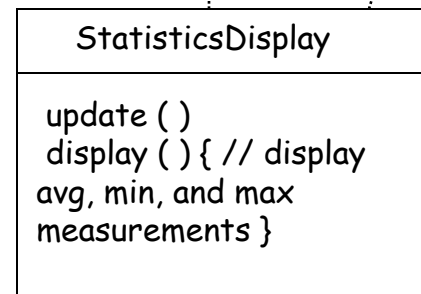 StatisticsDisplay
update ( )
display ( ) { // display
avg, min, and max
measurements }